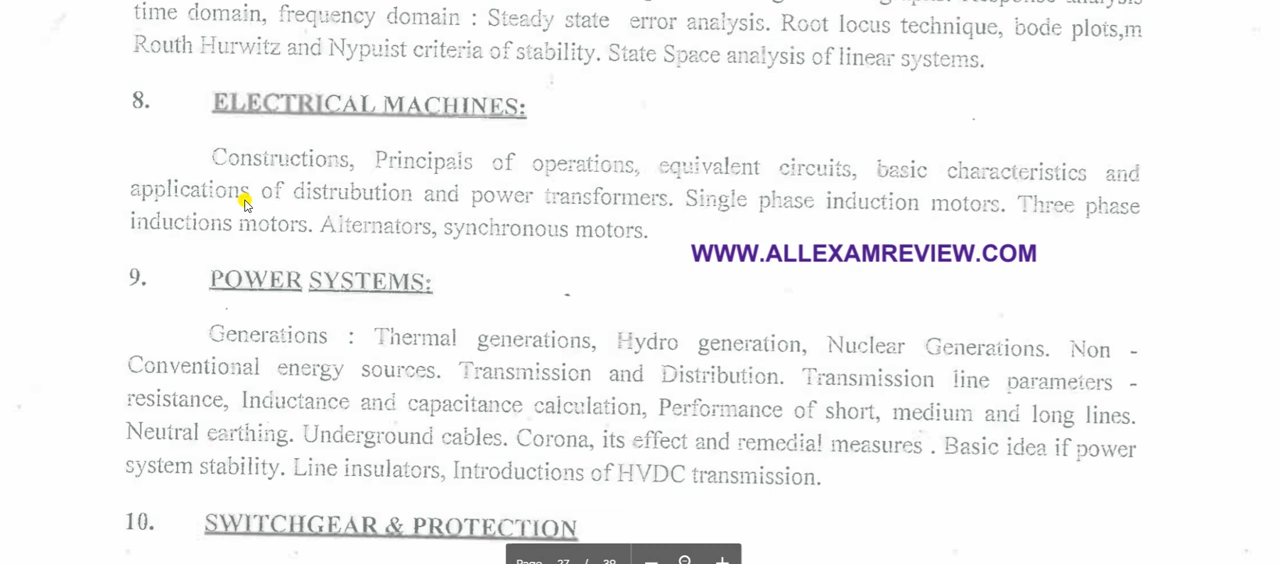 time domain, frequency domain : Steady state error analysis. Root locus technique, bode plots,m
Routh Hurwitz and Nypuist criteria of stability. State Space analysis of linear systems.
8. ELECTRICAL MACHINES:
Constructions, Principals of operations, equivalent circuits, basic characteristics and
applications of distrubution and power transformers. Single phase induction motors. Three phase
inductions motors. Alternators, synchronous motors.
WWW.ALLEXAMREVIEW.COM
9. POWER SYSTEMS:
Generations : Thermal generations, Hydro generation, Nuclear Generations. Non -
Conventional energy sources. Transmission and Distribution. Transmission line parameters -
resistance, Inductance and capacitance calculation, Performance of short, medium and long lines.
Neutral earthing. Underground cables. Corona, its effect and remedial measures . Basic idea if power
system stability. Line insulators, Introductions of HVDC transmission.
10. SWITCHGEAR & PROTECTION
Page 27 / 39